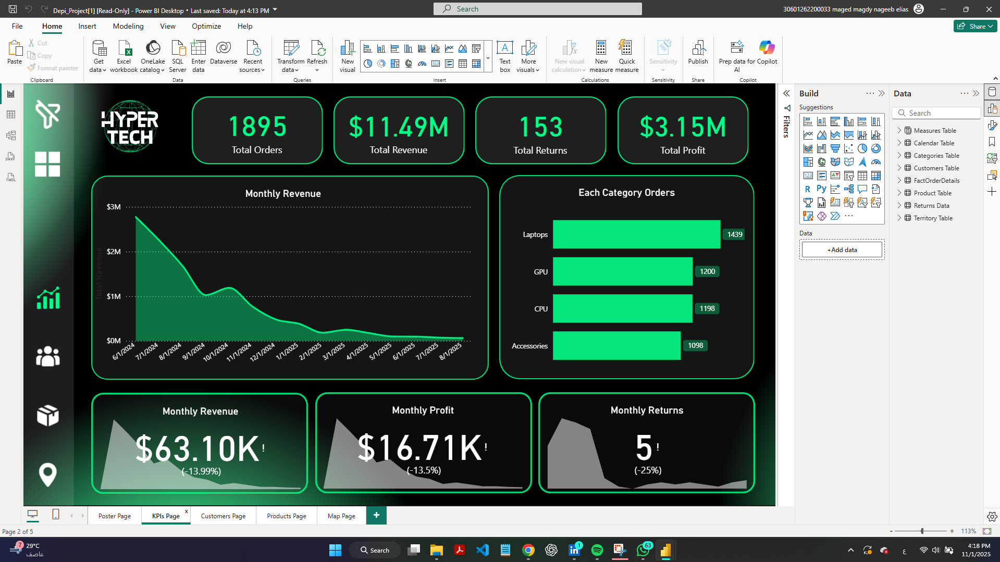 Depi_Project[1] [Read-Only] - Power BI Desktop • Last saved: Today at 4:13 PM
Search
30601262200033 maged magdy nageeb elias
File
Home
Insert
Modeling
View
Optimize
Help
Share
Paste
Cut
Copy
Format painter
Clipboard
Get data
Excel workbook
OneLake catalog
SQL Server
Enter data
Dataverse
Recent sources
Data
Transform data
Refresh
Queries
New visual
Text box
More visuals
Insert
New visual calculation
New measure
Quick measure
Calculations
Sensitivity
Sensitivity
Publish
Share
Prep data for AI
Copilot
Copilot
HYPER
TECH
1895
Total Orders
$11.49M
Total Revenue
153
Total Returns
$3.15M
Total Profit
Monthly Revenue
Total Revenue
$3M
$2M
$1M
$0M
6/1/2024
7/1/2024
8/1/2024
9/1/2024
10/1/2024
11/1/2024
12/1/2024
1/1/2025
2/1/2025
3/1/2025
4/1/2025
5/1/2025
6/1/2025
7/1/2025
8/1/2025
Each Category Orders
Laptops 1439
GPU 1200
CPU 1198
Accessories 1098
Monthly Revenue
$63.10K!
(-13.99%)
Monthly Profit
$16.71K!
(-13.5%)
Monthly Returns
5!
(-25%)
Filters
Build
Suggestions
R
Py
123
Data
+Add data
Data
Search
Measures Table
Calendar Table
Categories Table
Customers Table
FactOrderDetails
Product Table
Returns Data
Territory Table
DAX
TMDL
Poster Page
KPIs Page
x
Customers Page
Products Page
Map Page
+
Page 2 of 5
- + 113%
7
29°C
عاصف
Search
1
63
ع
4:18 PM
11/1/2025